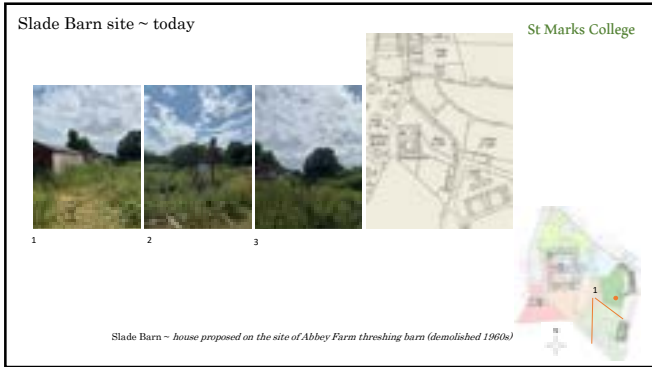 Slade Barn site ~ today
St Marks College
1
2
3
1
N
Slade Barn ~ house proposed on the site of Abbey Farm threshing barn (demolished 1960s)